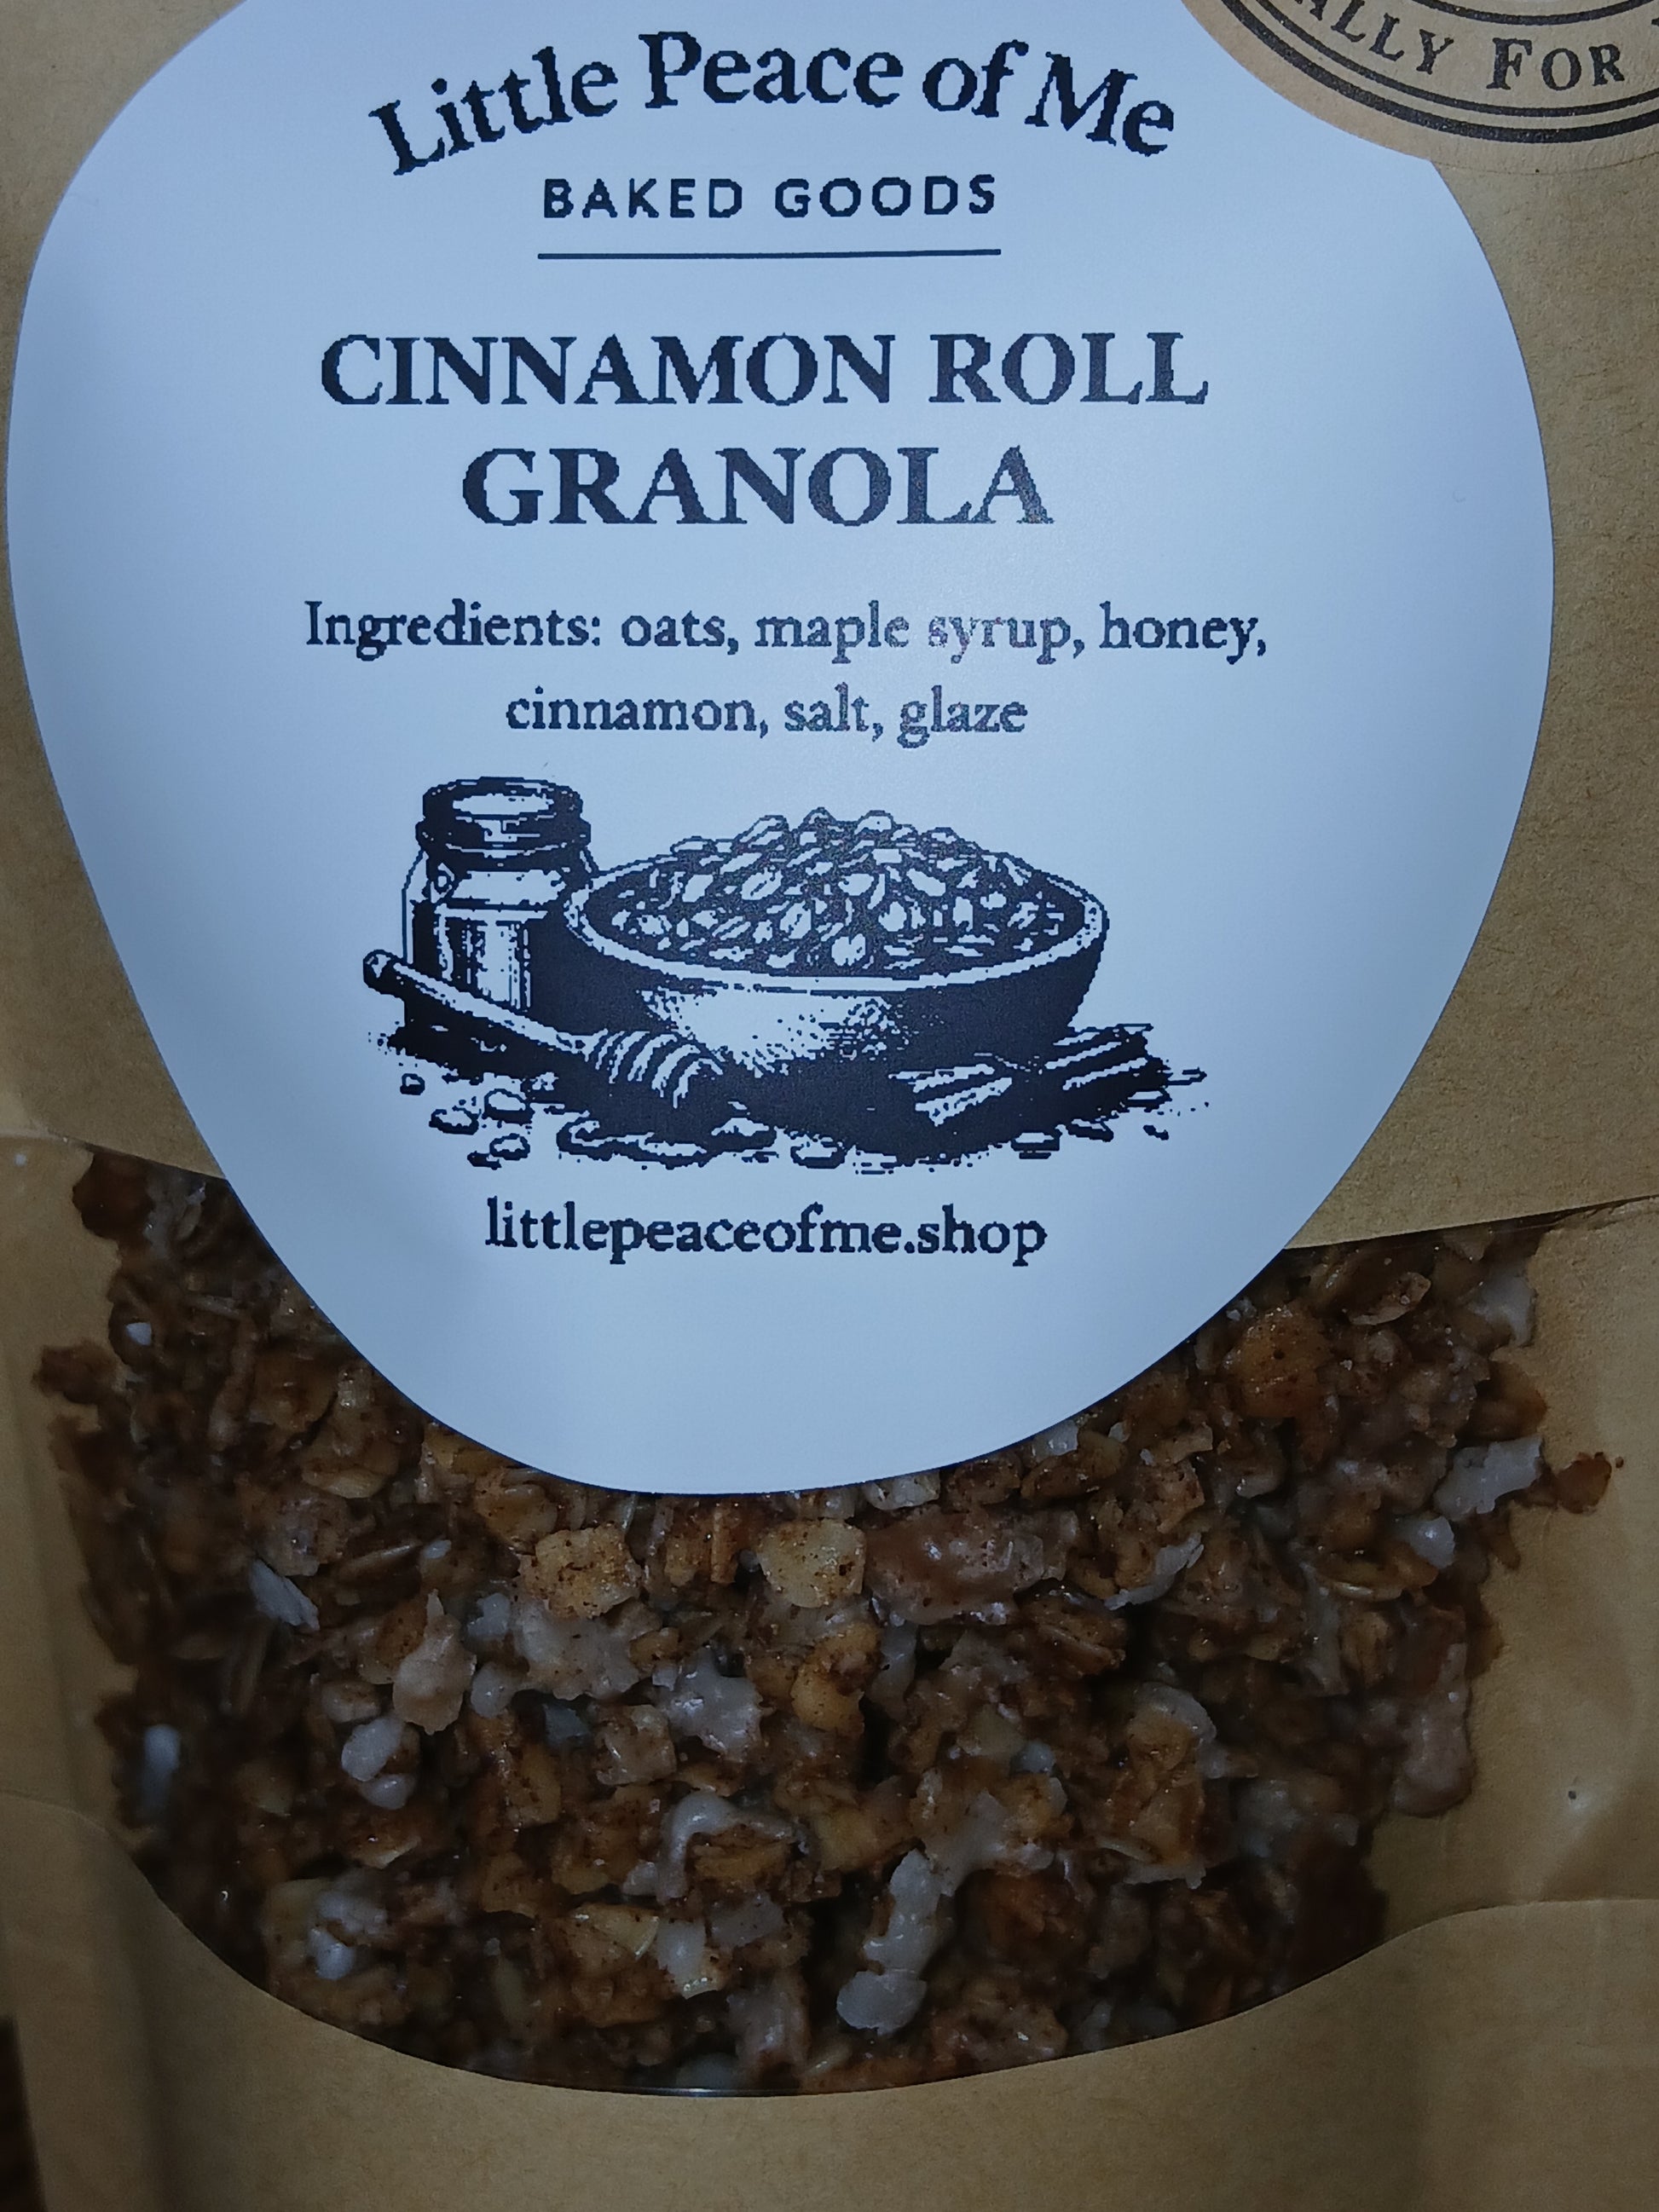 Little Peace of Me
BAKED GOODS
CINNAMON ROLL
GRANOLA
Ingredients: oats, maple syrup, honey,
cinnamon, salt, glaze
littlepeaceofme.shop
FOR